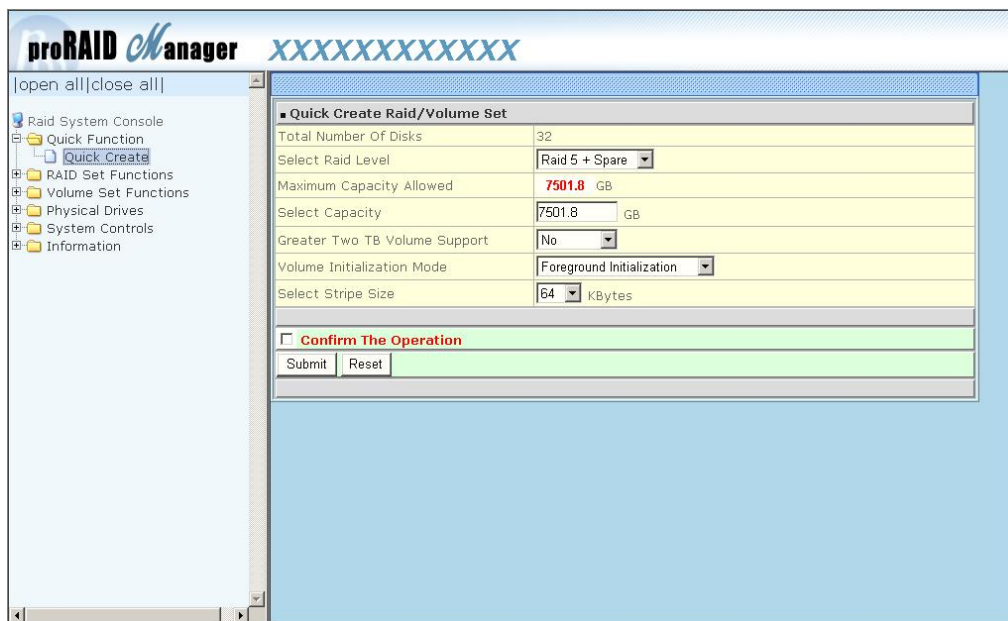 proRAID Manager XXXXXXXXXXXX
|open all|close all|
Raid System Console
Quick Function
Quick Create
RAID Set Functions
Volume Set Functions
Physical Drives
System Controls
Information
Quick Create Raid/Volume Set
Total Number Of Disks 32
Select Raid Level Raid 5 + Spare
Maximum Capacity Allowed 7501.8 GB
Select Capacity 7501.8 GB
Greater Two TB Volume Support No
Volume Initialization Mode Foreground Initialization
Select Stripe Size 64 KBytes
Confirm The Operation
Submit Reset